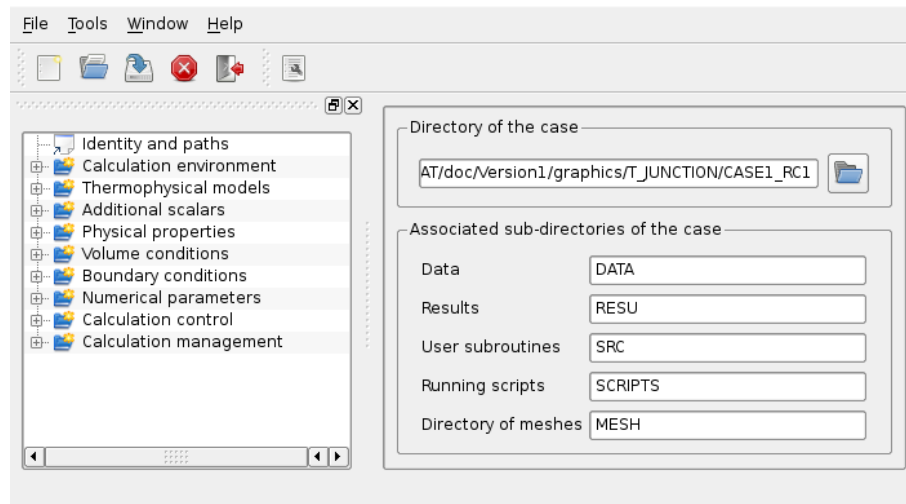 File Tools Window Help
Identity and paths
Calculation environment
Thermophysical models
Additional scalars
Physical properties
Volume conditions
Boundary conditions
Numerical parameters
Calculation control
Calculation management
Directory of the case
AT/doc/Version1/graphics/T_JUNCTION/CASE1_RC1
Associated sub-directories of the case
Data DATA
Results RESU
User subroutines SRC
Running scripts SCRIPTS
Directory of meshes MESH